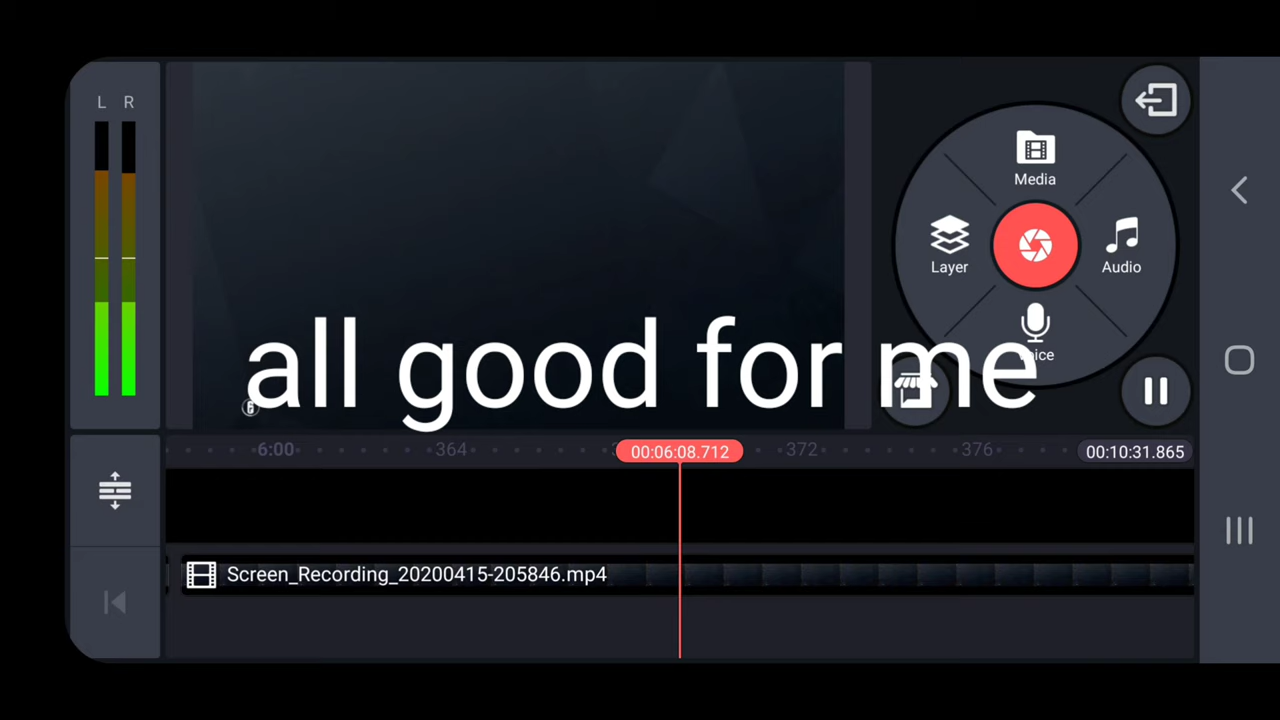 L R
Media
Layer
Audio
all good for me
6:00 364 00:06:08.712 372 376 00:10:31.865
Screen_Recording_20200415-205846.mp4